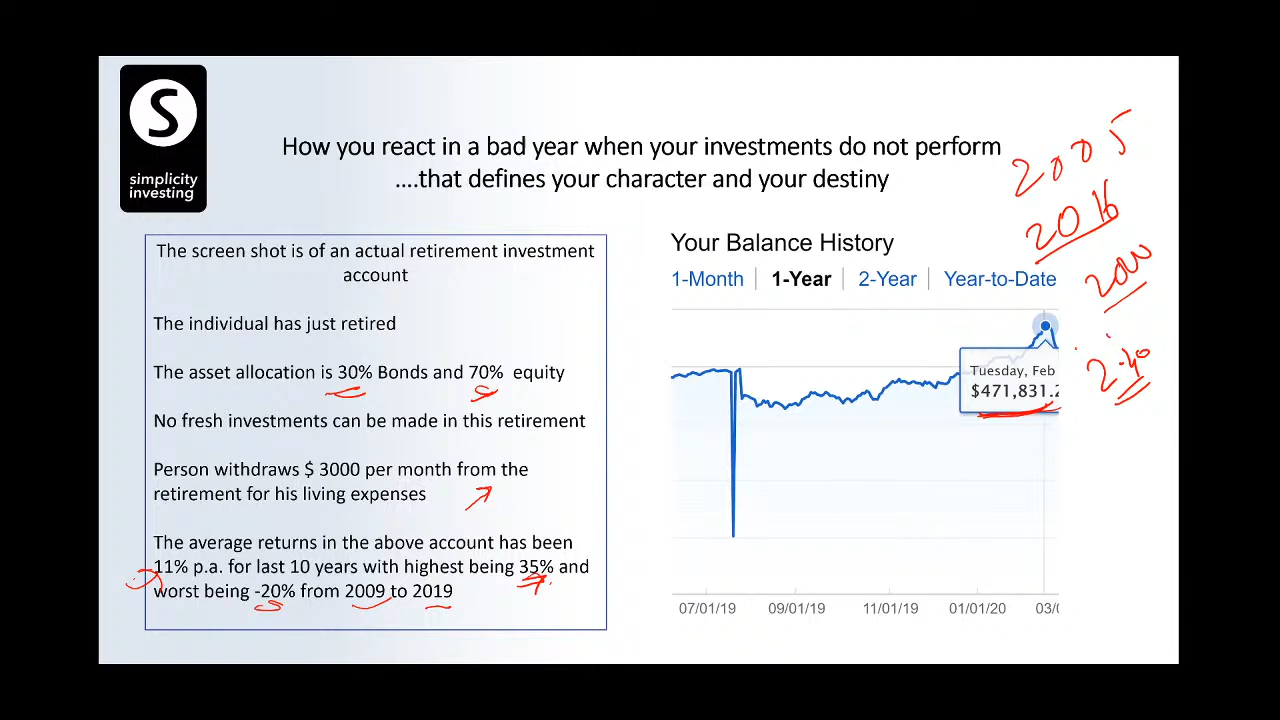 S
simplicity
investing
How you react in a bad year when your investments do not perform
....that defines your character and your destiny
The screen shot is of an actual retirement investment
account
The individual has just retired
The asset allocation is 30% Bonds and 70% equity
No fresh investments can be made in this retirement
Person withdraws $ 3000 per month from the
retirement for his living expenses
The average returns in the above account has been
11% p.a. for last 10 years with highest being 35% and
worst being -20% from 2009 to 2019
Your Balance History
1-Month | 1-Year | 2-Year | Year-to-Date
Tuesday, Feb
$471,831.2
07/01/19 09/01/19 11/01/19 01/01/20 03/0
2005
2016